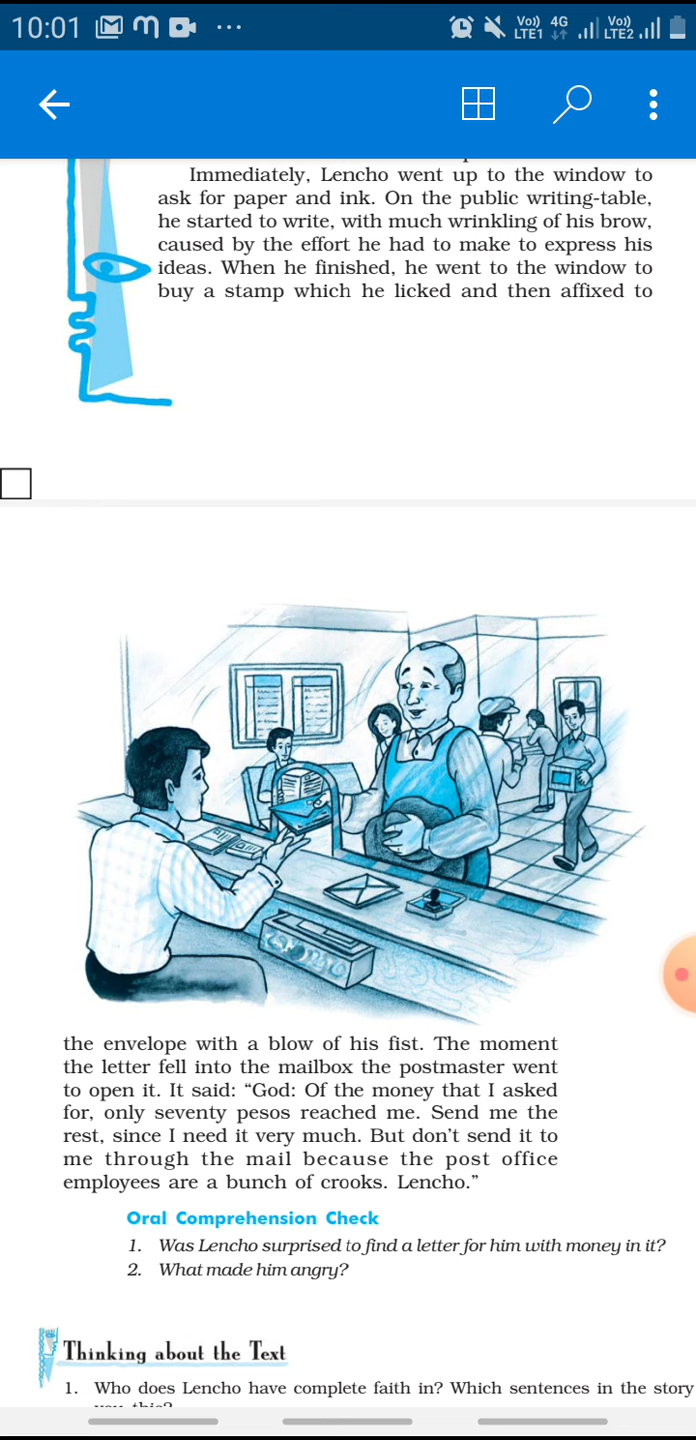 10:01
Vo)) 4G
LTE1
Vo))
LTE2
Immediately, Lencho went up to the window to
ask for paper and ink. On the public writing-table,
he started to write, with much wrinkling of his brow,
caused by the effort he had to make to express his
ideas. When he finished, he went to the window to
buy a stamp which he licked and then affixed to
the envelope with a blow of his fist. The moment
the letter fell into the mailbox the postmaster went
to open it. It said: “God: Of the money that I asked
for, only seventy pesos reached me. Send me the
rest, since I need it very much. But don’t send it to
me through the mail because the post office
employees are a bunch of crooks. Lencho.”
Oral Comprehension Check
1. Was Lencho surprised to find a letter for him with money in it?
2. What made him angry?
Thinking about the Text
1. Who does Lencho have complete faith in? Which sentences in the story